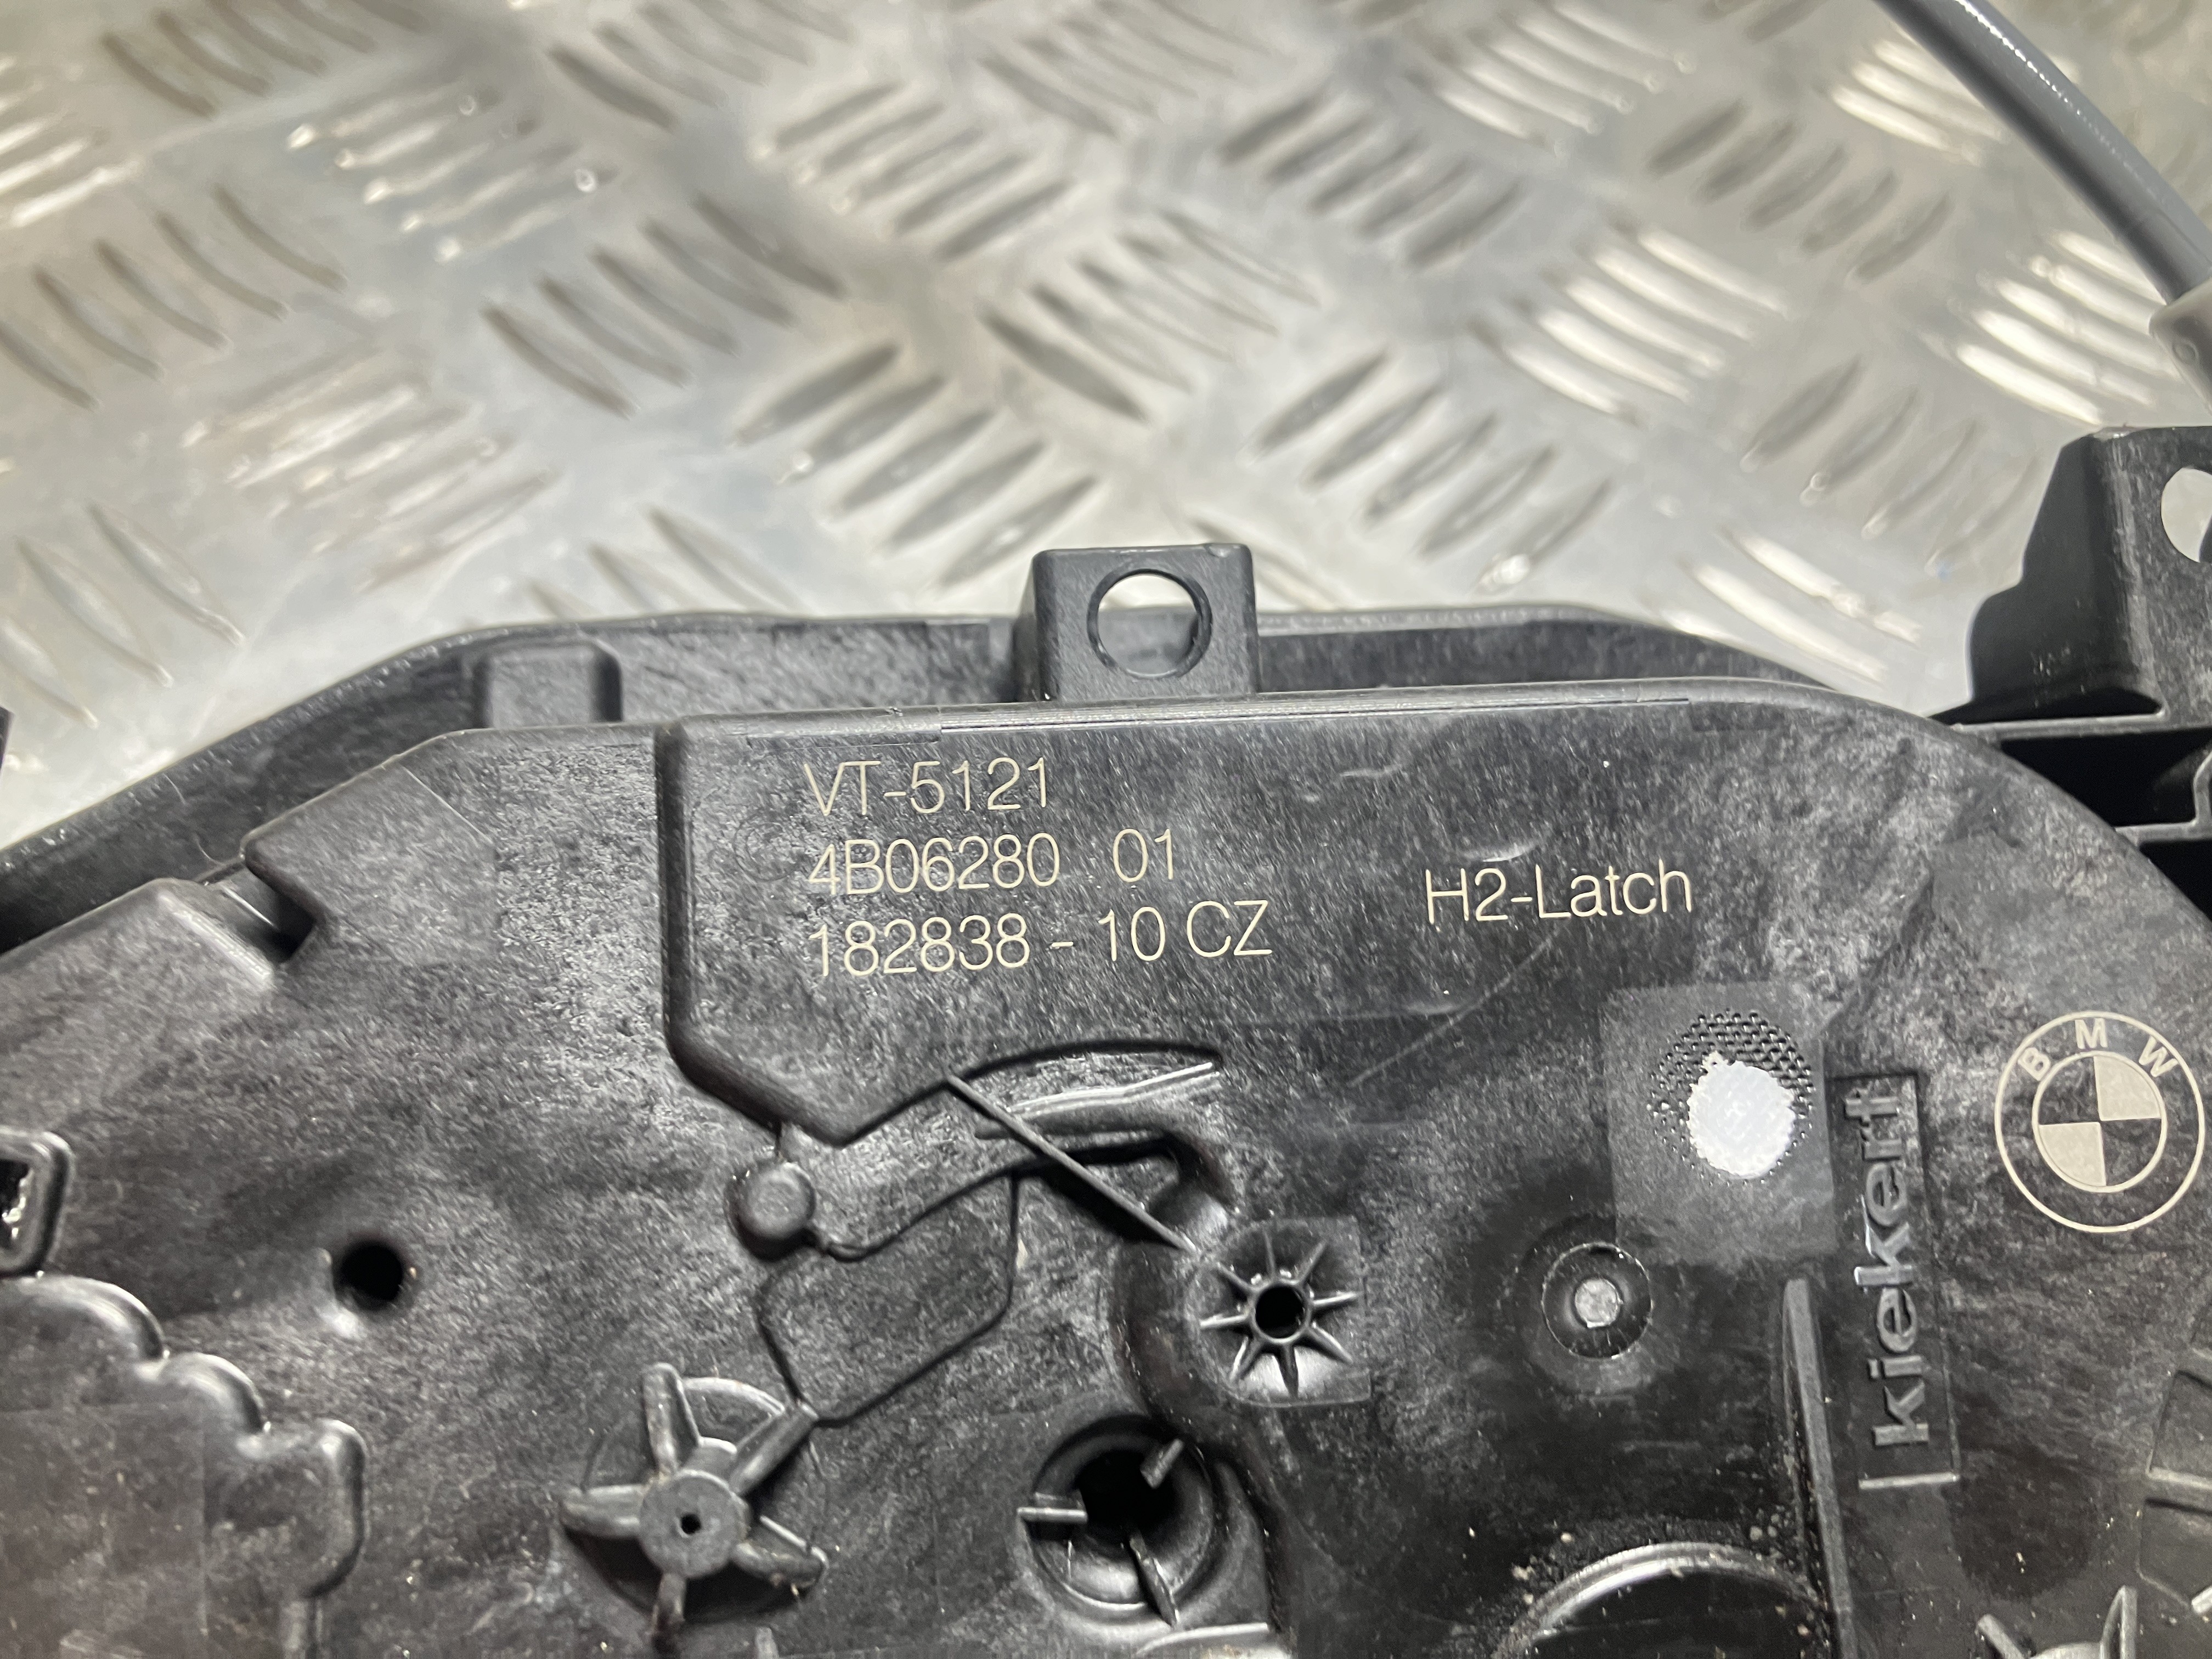 VT-5121
4B06280 01
182838 - 10 CZ
H2-Latch
BMW
kiekert